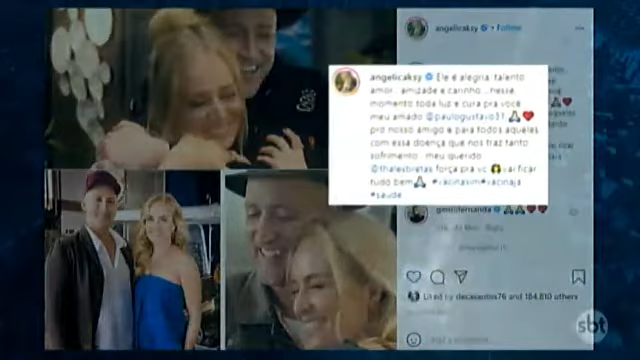 angelicaksy • Follow
angelicaksy Ele é alegria, talento
amor... amizade e carinho... nesse
momento toda luz e cura pra você
meu amado @paulogustavo31 🙏❤️
pro nosso amigo e para todos aqueles
com essa doença que nos traz tanto
sofrimento... meu querido
@thalesbretas força pra vc vai ficar
tudo bem🙏 #vacinasim#vacinaja
#saude
Liked by and 184,810 others
sbt